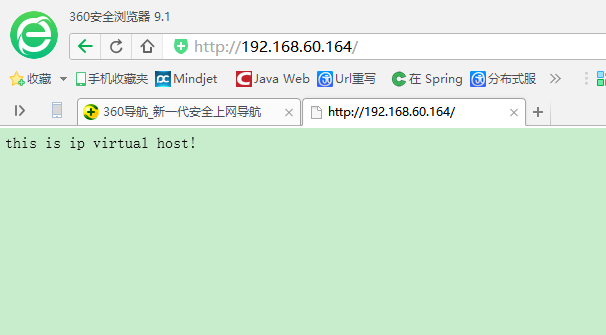 360安全浏览器 9.1
http://192.168.60.164/
收藏 手机收藏夹 Mindjet Java Web Url重写 在 Spring 分布式服 »
360导航_新一代安全上网导航 × http://192.168.60.164/ × +
this is ip virtual host!